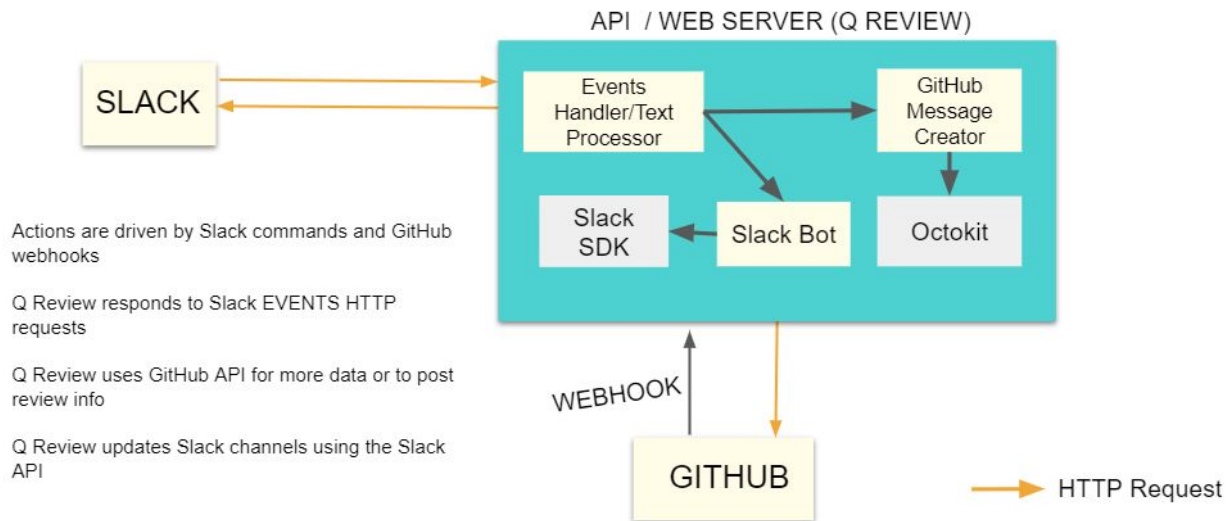 API / WEB SERVER (Q REVIEW)
SLACK
Events
Handler/Text
Processor
GitHub
Message
Creator
Slack
SDK
Slack Bot
Octokit
Actions are driven by Slack commands and GitHub
webhooks
Q Review responds to Slack EVENTS HTTP
requests
Q Review uses GitHub API for more data or to post
review info
Q Review updates Slack channels using the Slack
API
WEBHOOK
GITHUB
HTTP Request